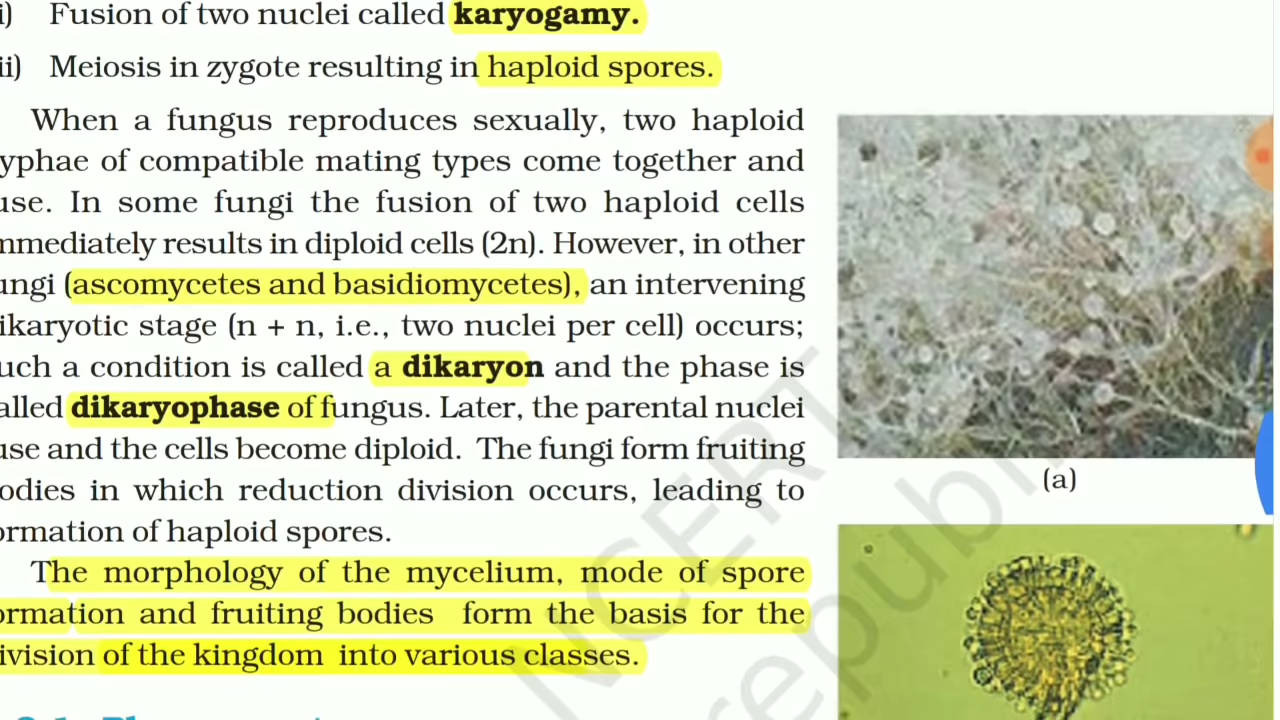 i) Fusion of two nuclei called karyogamy.
ii) Meiosis in zygote resulting in haploid spores.
When a fungus reproduces sexually, two haploid
yphae of compatible mating types come together and
use. In some fungi the fusion of two haploid cells
mmediately results in diploid cells (2n). However, in other
ungi (ascomycetes and basidiomycetes), an intervening
ikaryotic stage (n + n, i.e., two nuclei per cell) occurs;
uch a condition is called a dikaryon and the phase is
alled dikaryophase of fungus. Later, the parental nuclei
use and the cells become diploid. The fungi form fruiting
odies in which reduction division occurs, leading to
ormation of haploid spores.
The morphology of the mycelium, mode of spore
ormation and fruiting bodies form the basis for the
ivision of the kingdom into various classes.
(a)
NCERT
republi